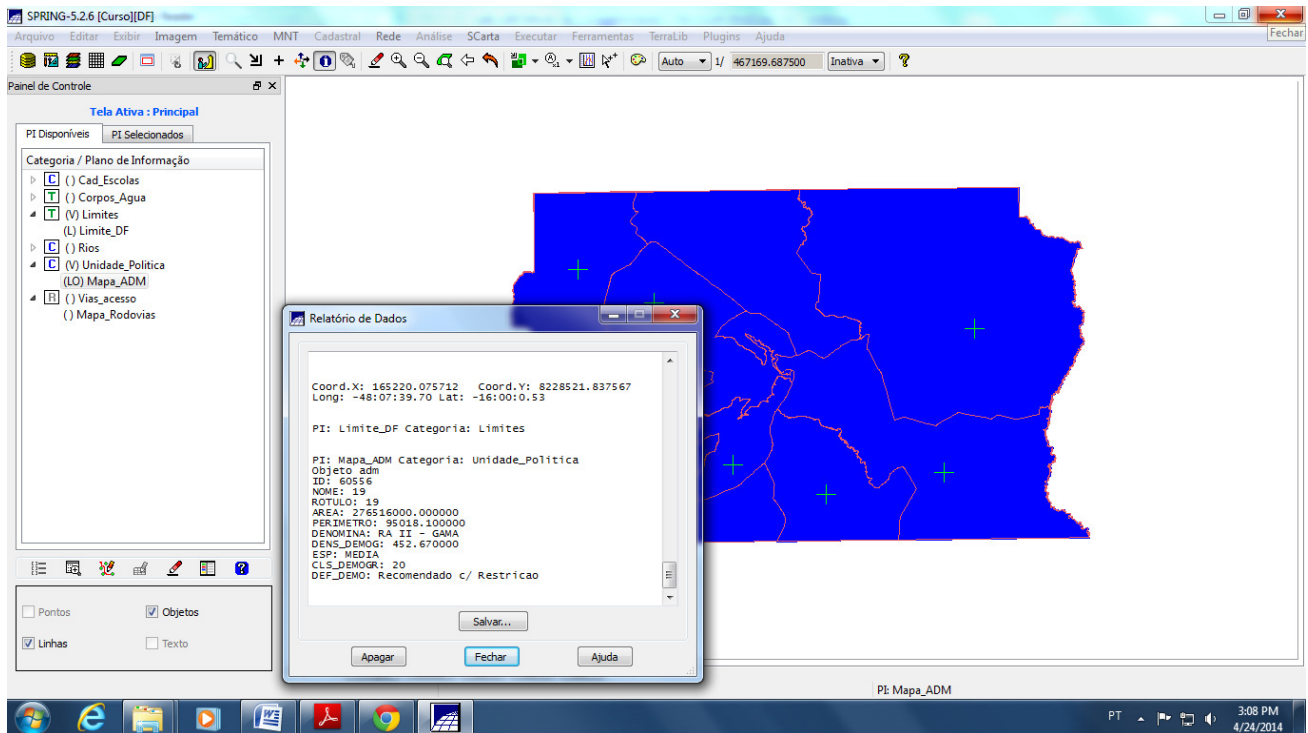 SPRING-5.2.6 [Curso][DF]
Fechar
Arquivo Editar Exibir Imagem Temático MNT Cadastral Rede Análise SCarta Executar Ferramentas TerraLib Plugins Ajuda
Auto 1/ 467169.687500 Inativa
Painel de Controle
Tela Ativa : Principal
PI Disponíveis PI Selecionados
Categoria / Plano de Informação
C () Cad_Escolas
T () Corpos_Agua
T (V) Limites
(L) Limite_DF
C () Rios
C (V) Unidade_Politica
(LO) Mapa_ADM
R () Vias_acesso
() Mapa_Rodovias
Pontos Objetos
Linhas Texto
Relatório de Dados
Coord.X: 165220.075712 Coord.Y: 8228521.837567
Long: -48:07:39.70 Lat: -16:00:0.53
PI: Limite_DF Categoria: Limites
PI: Mapa_ADM Categoria: Unidade_Politica
Objeto adm
ID: 60556
NOME: 19
ROTULO: 19
AREA: 276516000.000000
PERIMETRO: 95018.100000
DENOMINA: RA II - GAMA
DENS_DEMOG: 452.670000
ESP: MEDIA
CLS_DEMOGR: 20
DEF_DEMO: Recomendado c/ Restricao
Salvar...
Apagar Fechar Ajuda
PI: Mapa_ADM
PT
3:08 PM
4/24/2014